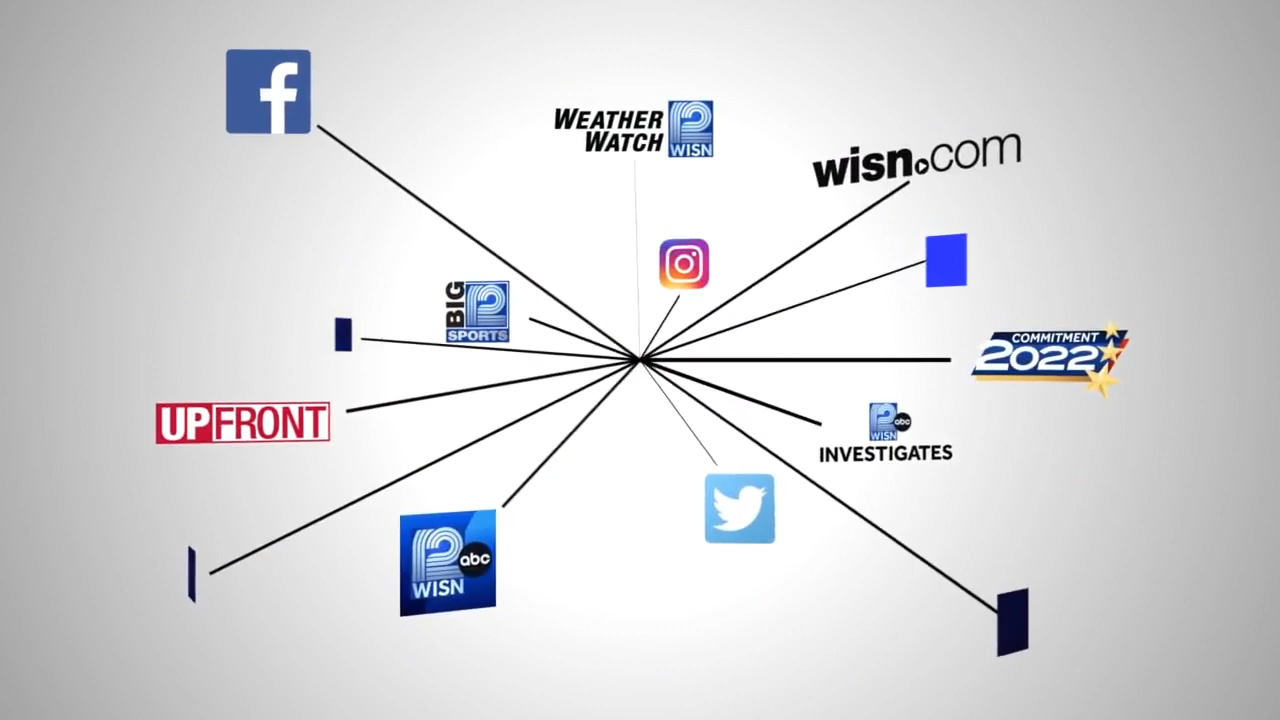 f
WEATHER
WATCH
12
WISN
wisn.com
BIG
12
SPORTS
COMMITMENT
2022
UPFRONT
12
abc
WISN
INVESTIGATES
12
abc
WISN